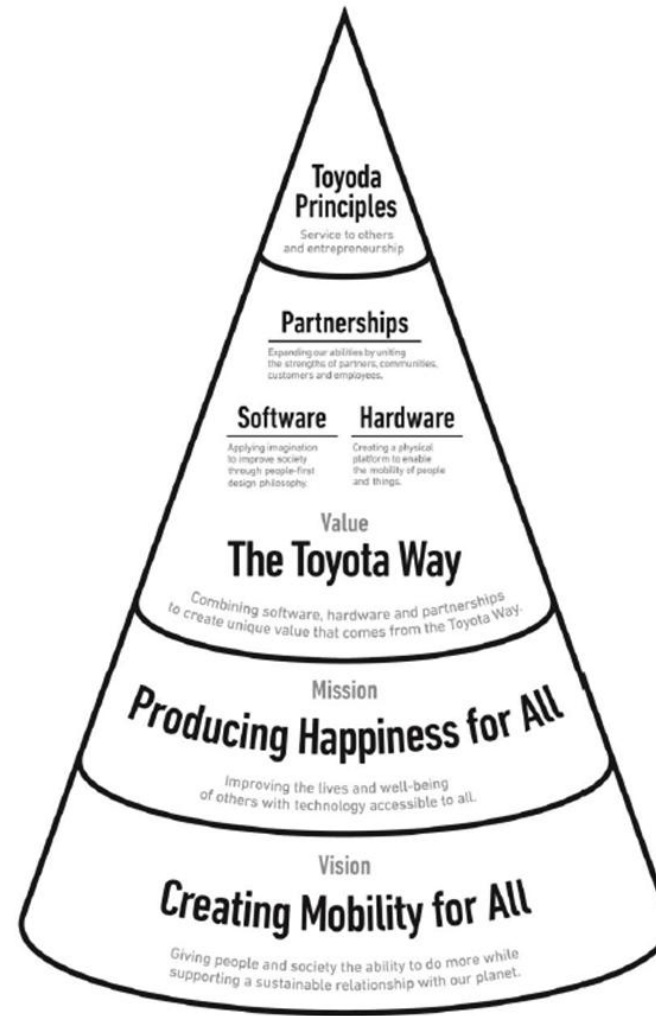 Toyoda
Principles
Service to others
and entrepreneurship
Partnerships
Expanding our abilities by uniting
the strengths of partners, communities,
customers and employees.
Software
Applying imagination
to improve society
through people-first
design philosophy.
Hardware
Creating a physical
platform to enable
the mobility of people
and things.
Value
The Toyota Way
Combining software, hardware and partnerships
to create unique value that comes from the Toyota Way.
Mission
Producing Happiness for All
Improving the lives and well-being
of others with technology accessible to all.
Vision
Creating Mobility for All
Giving people and society the ability to do more while
supporting a sustainable relationship with our planet.